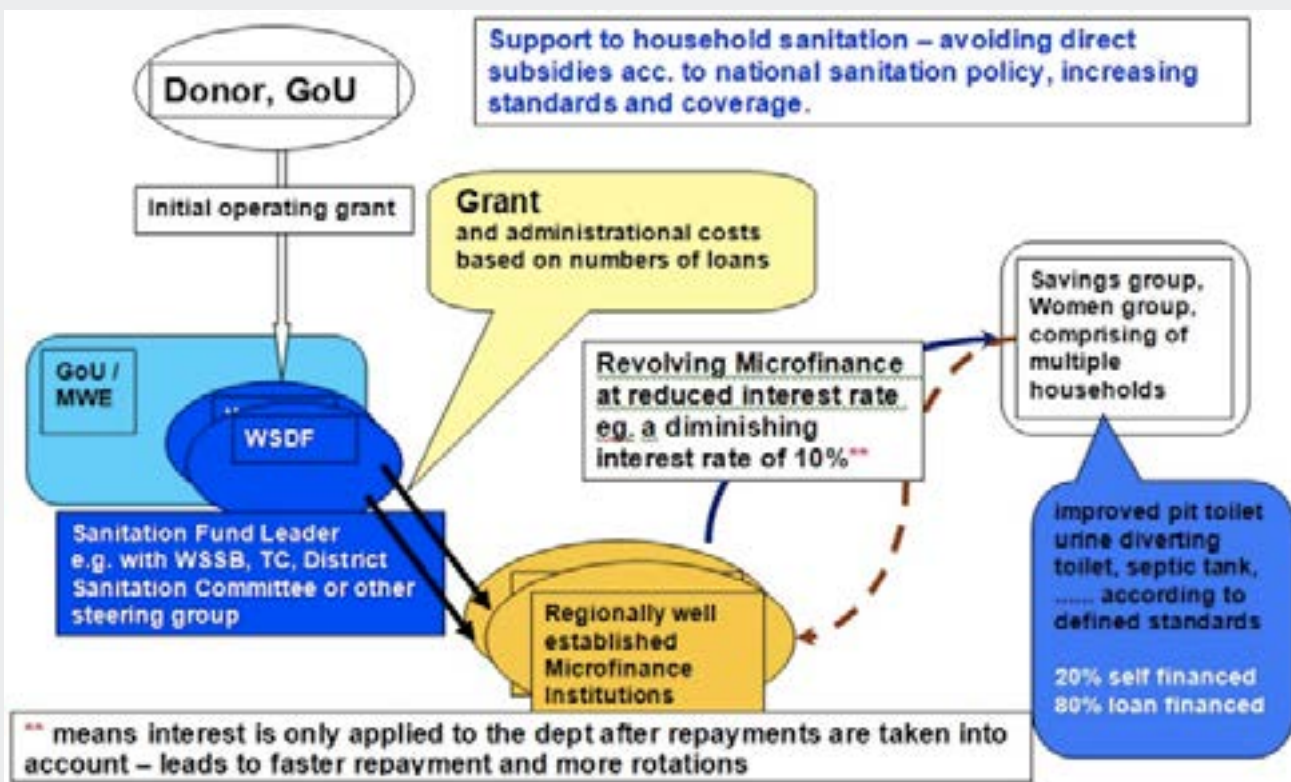 Donor, GoU
Support to household sanitation – avoiding direct
subsidies acc. to national sanitation policy, increasing
standards and coverage.
Initial operating grant
Grant
and administrational costs
based on numbers of loans
GoU /
MWE
WSDF
Sanitation Fund Leader
e.g. with WSSB, TC, District
Sanitation Committee or other
steering group
Revolving Microfinance
at reduced interest rate
eg. a diminishing
interest rate of 10%**
Savings group,
Women group,
comprising of
multiple
households
improved pit toilet
urine diverting
toilet, septic tank,
...... according to
defined standards
20% self financed
80% loan financed
Regionally well
established
Microfinance
Institutions
** means interest is only applied to the dept after repayments are taken into
account – leads to faster repayment and more rotations